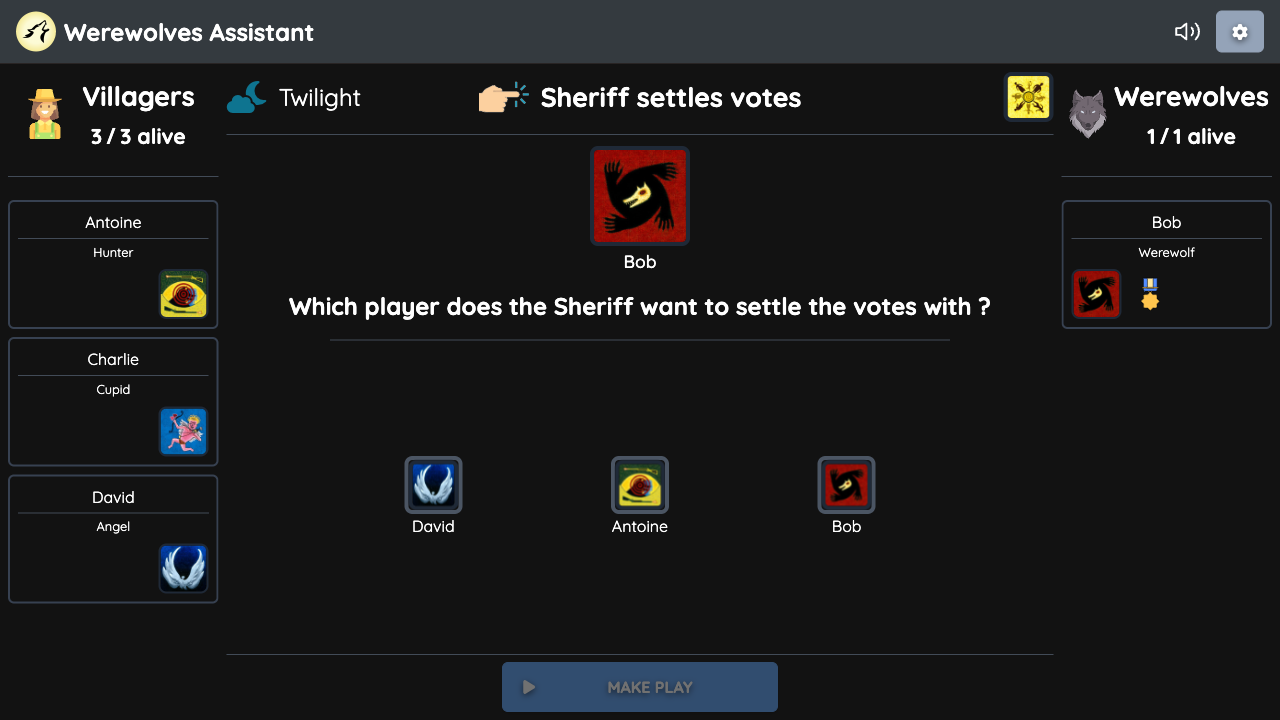 Werewolves Assistant
Villagers
3 / 3 alive
Twilight
Sheriff settles votes
Werewolves
1 / 1 alive
Antoine
Hunter
Charlie
Cupid
David
Angel
Bob
Which player does the Sheriff want to settle the votes with ?
David
Antoine
Bob
MAKE PLAY
Bob
Werewolf